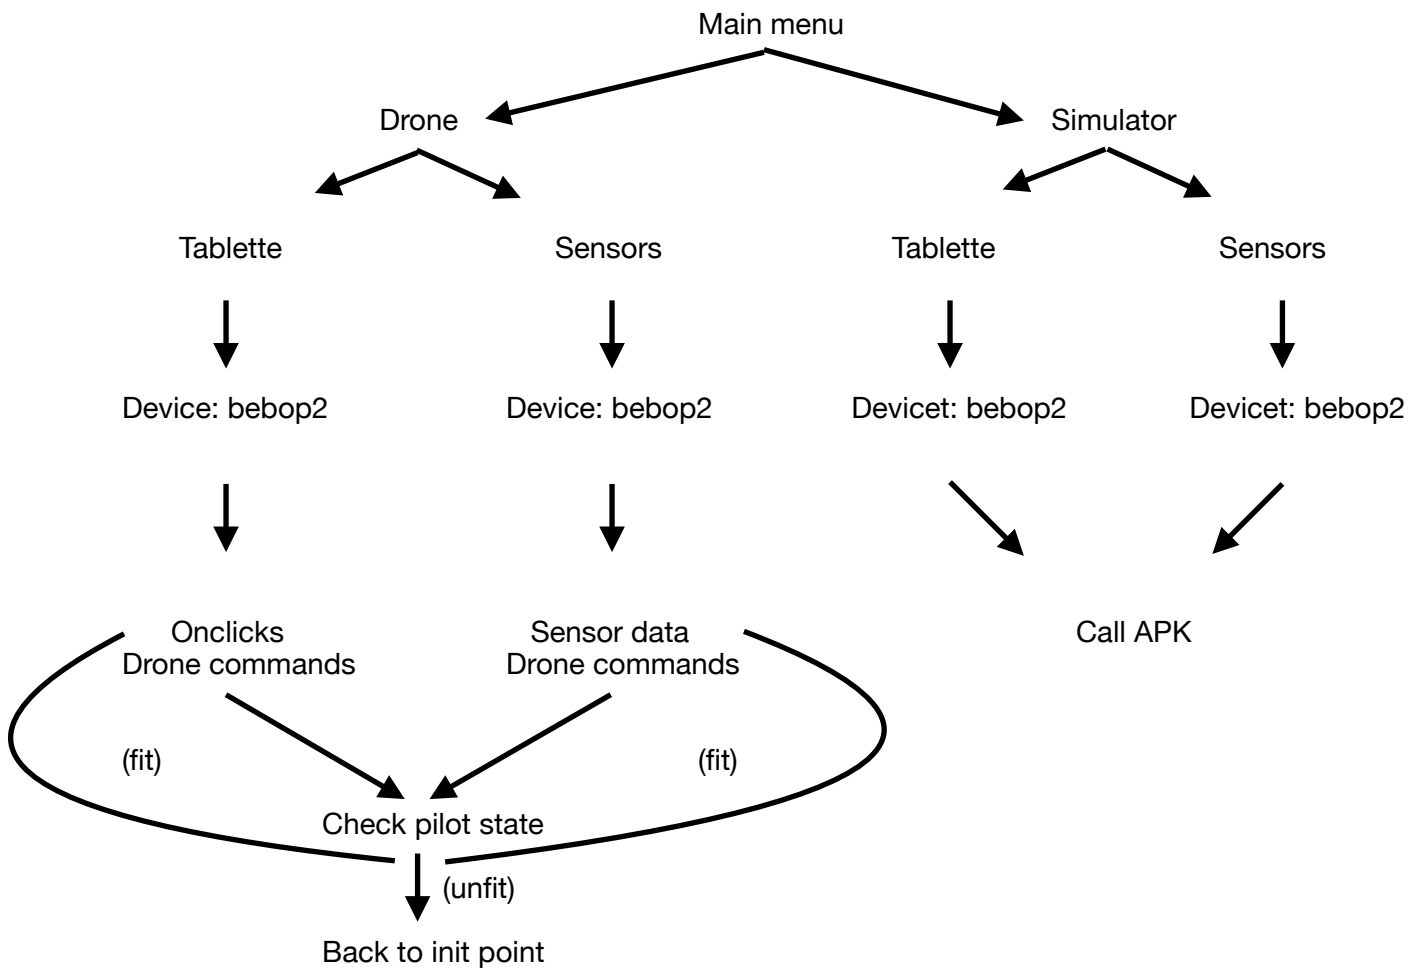 Main menu
Drone
Simulator
Tablette
Sensors
Tablette
Sensors
Device: bebop2
Device: bebop2
Devicet: bebop2
Devicet: bebop2
Onclicks
Drone commands
Sensor data
Drone commands
Call APK
(fit)
(fit)
Check pilot state
(unfit)
Back to init point